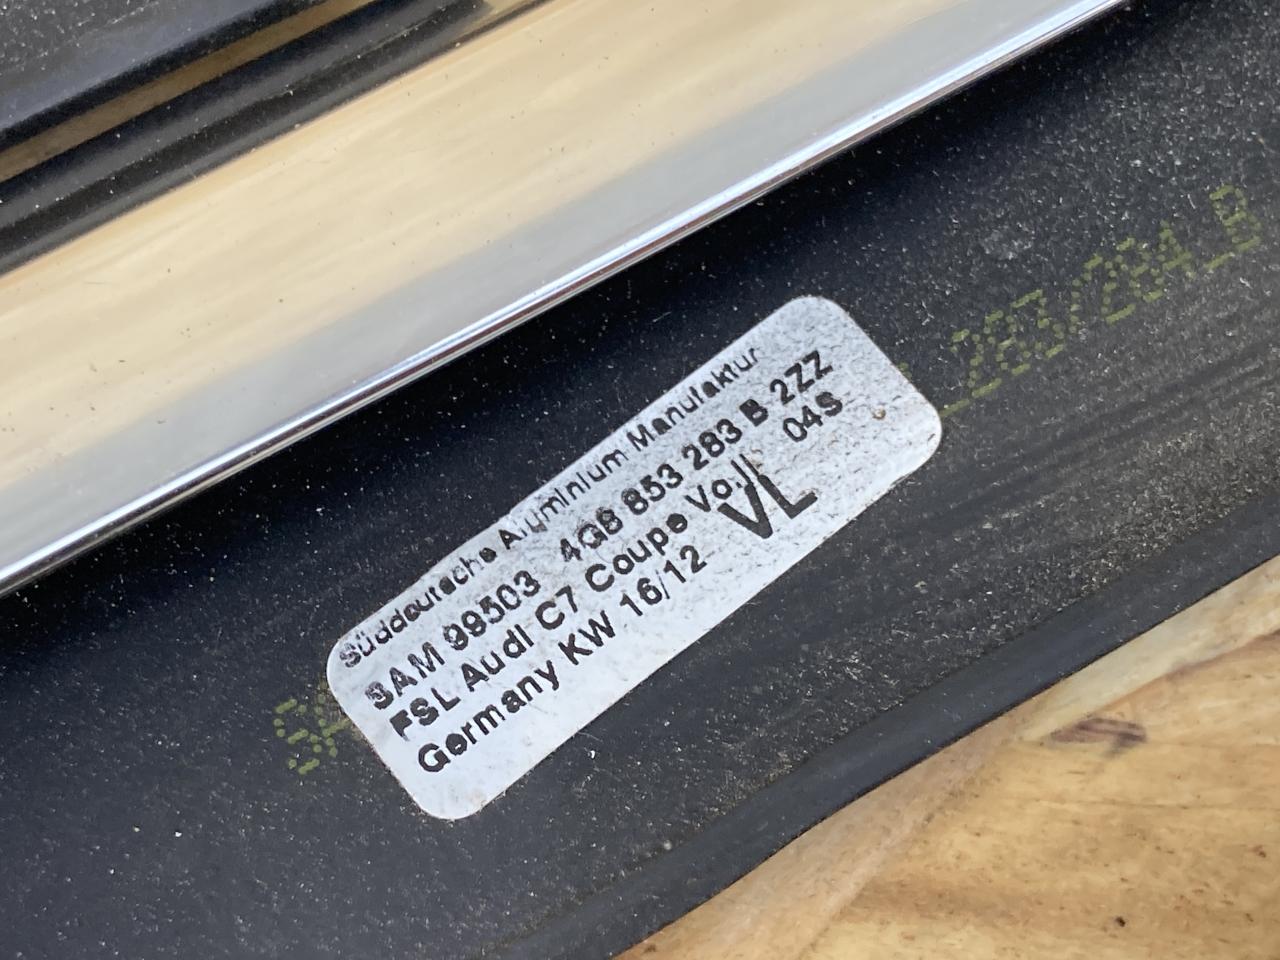 Süddeutsche Aluminium Manufaktur
SAM 99503 4G8 853 283 B 2ZZ
FSL Audi C7 Coupe Vo.li 04S
Germany KW 16/12 VL
283/284 B